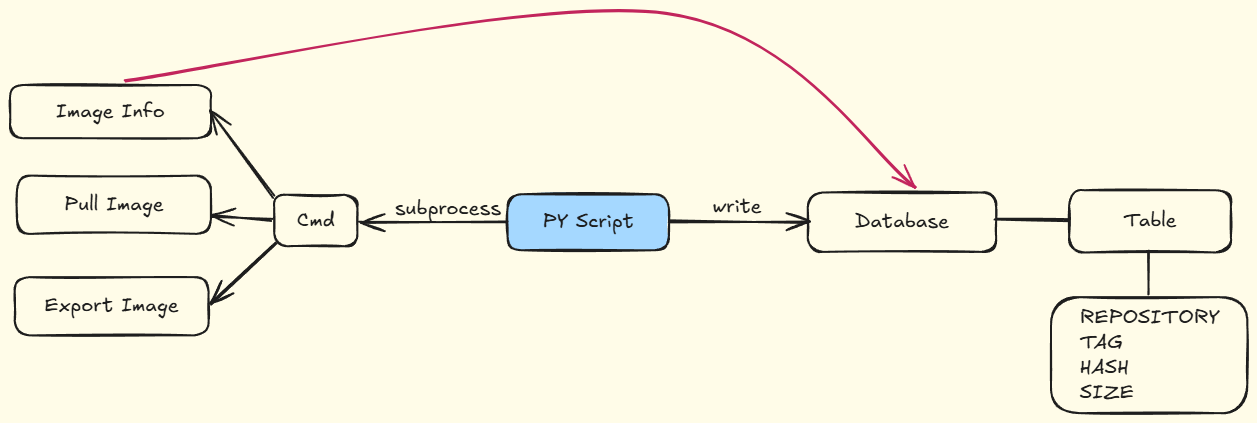 Image Info
Pull Image
Cmd
subprocess
PY Script
write
Database
Table
Export Image
REPOSITORY
TAG
HASH
SIZE